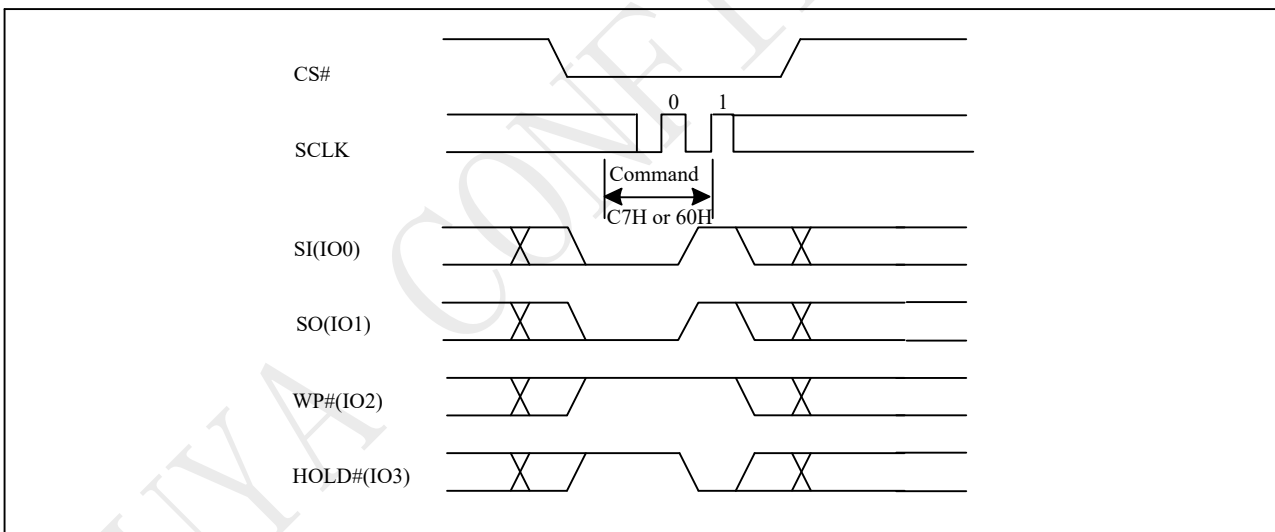 CS#
0 1
SCLK
Command
C7H or 60H
SI(IO0)
SO(IO1)
WP#(IO2)
HOLD#(IO3)